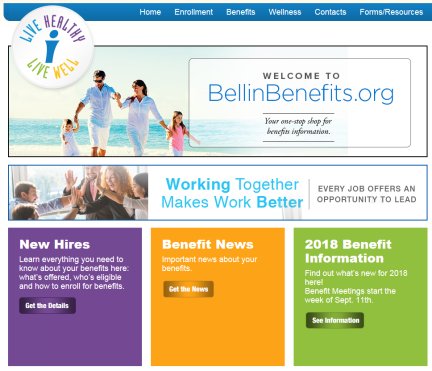 Home Enrollment Benefits Wellness Contacts Forms/Resources
LIVE HEALTHY
LIVE WELL
WELCOME TO
BellinBenefits.org
Your one-stop shop for
benefits information.
Working Together
Makes Work Better
EVERY JOB OFFERS AN
OPPORTUNITY TO LEAD
New Hires
Learn everything you need to
know about your benefits here:
what's offered, who's eligible
and how to enroll for benefits.
Get the Details
Benefit News
Important news about your
benefits.
Get the News
2018 Benefit
Information
Find out what's new for 2018
here!
Benefit Meetings start the
week of Sept. 11th.
See Information